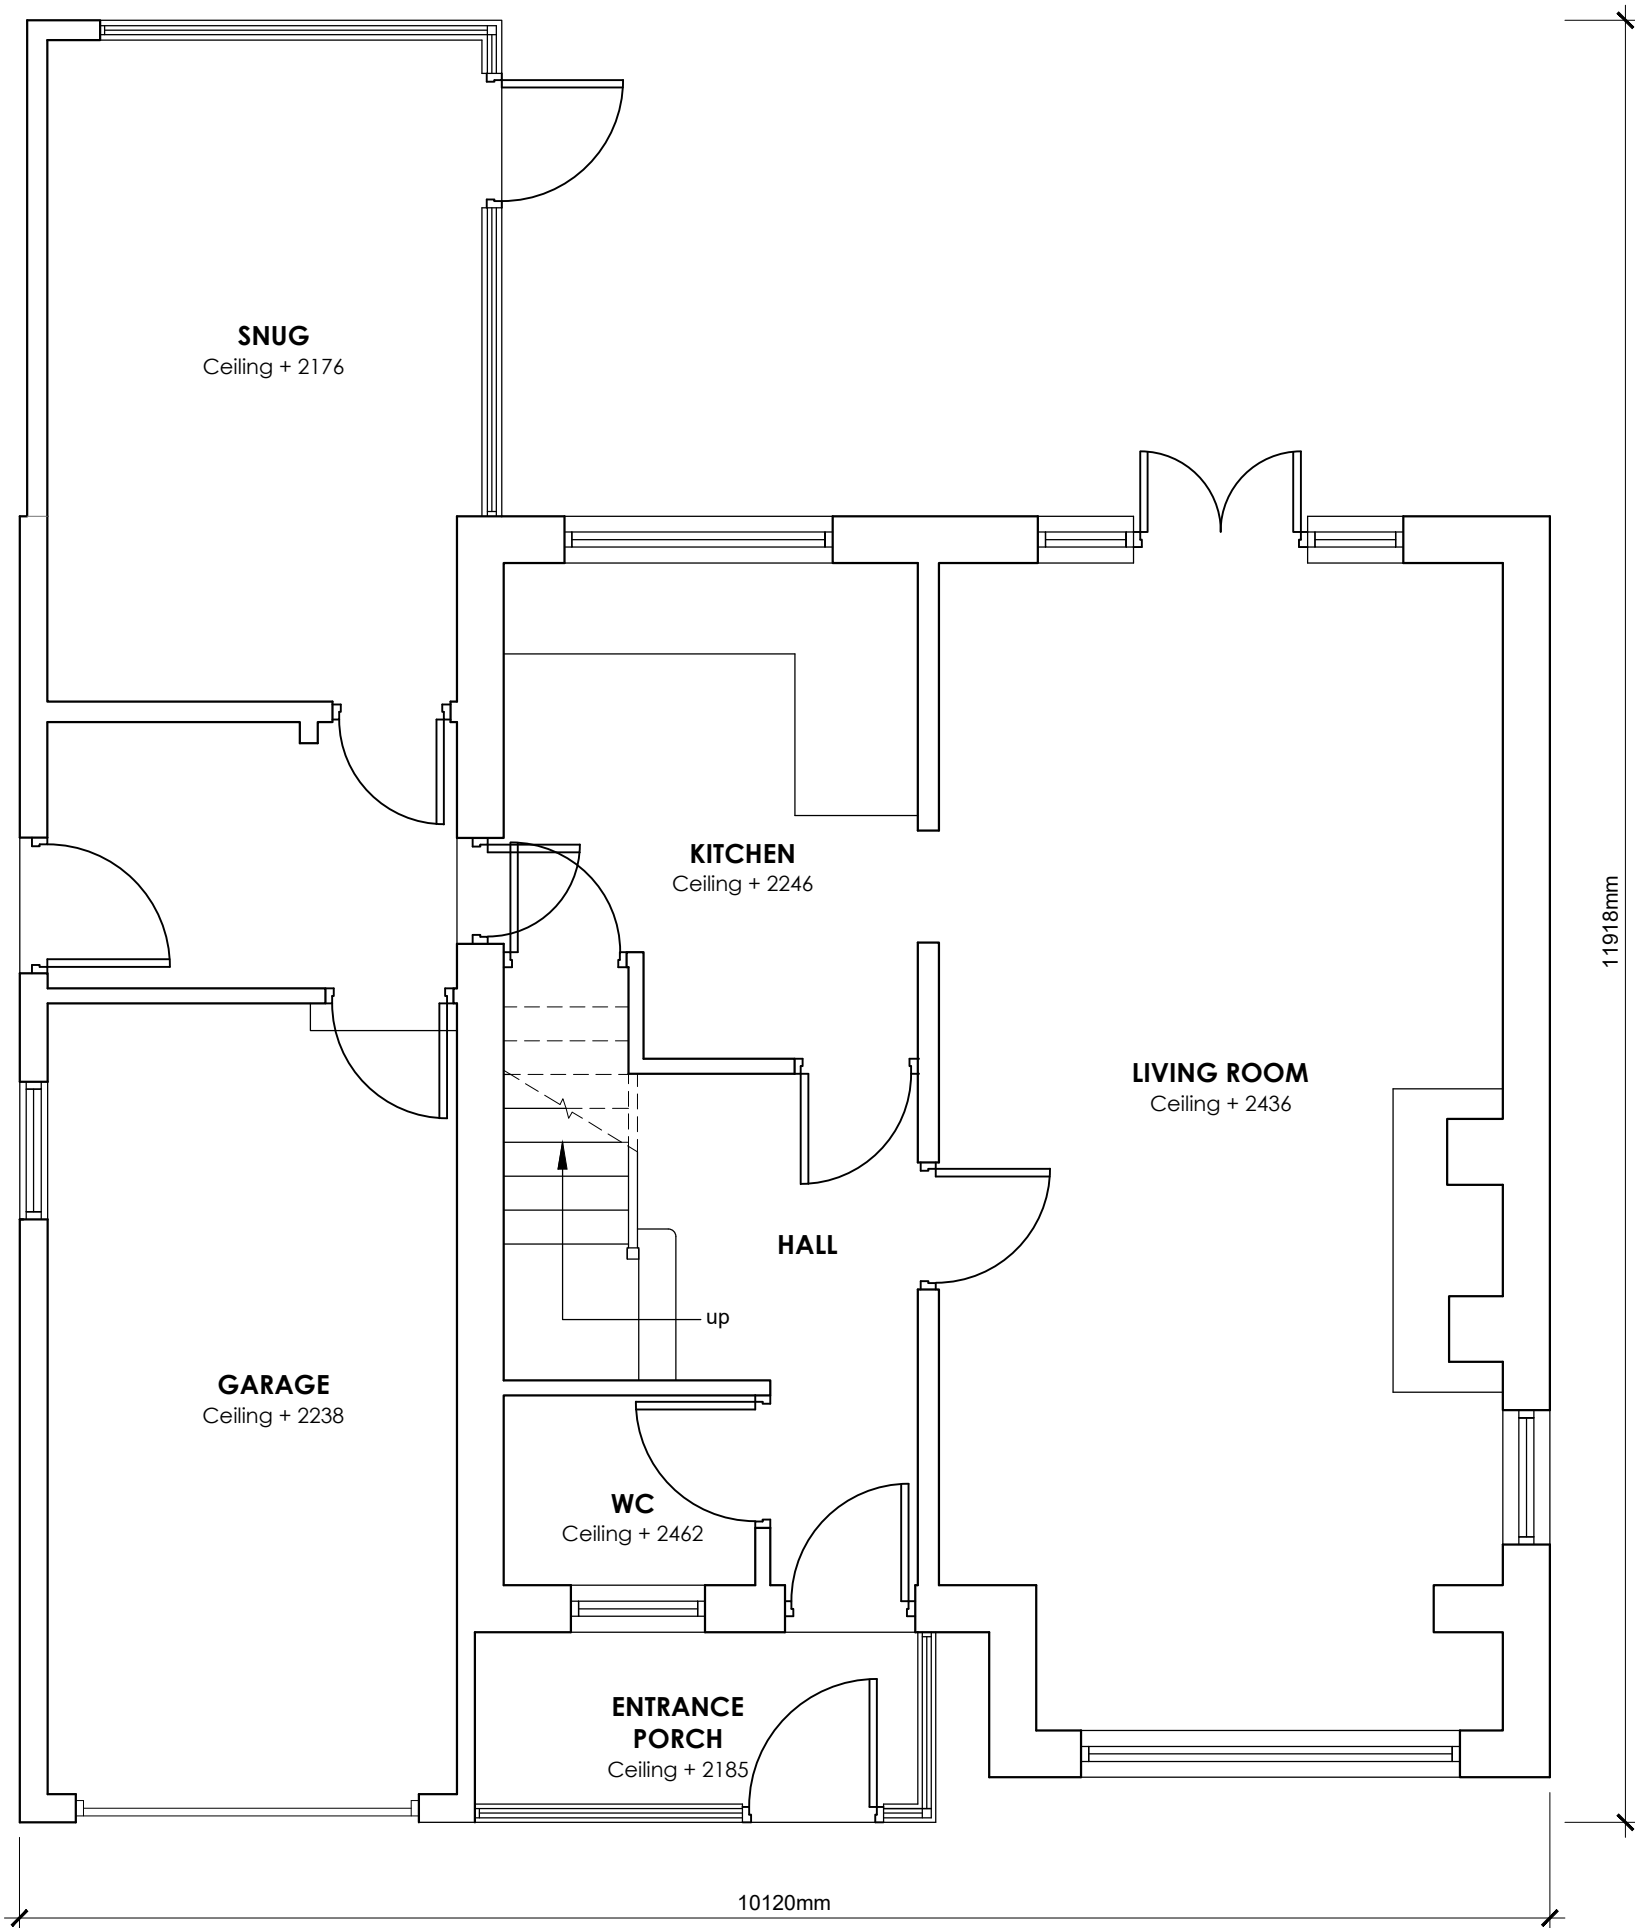 SNUG
Ceiling + 2176
KITCHEN
Ceiling + 2246
11918mm
LIVING ROOM
Ceiling + 2436
HALL
up
GARAGE
Ceiling + 2238
WC
Ceiling + 2462
ENTRANCE
PORCH
Ceiling + 2185
10120mm